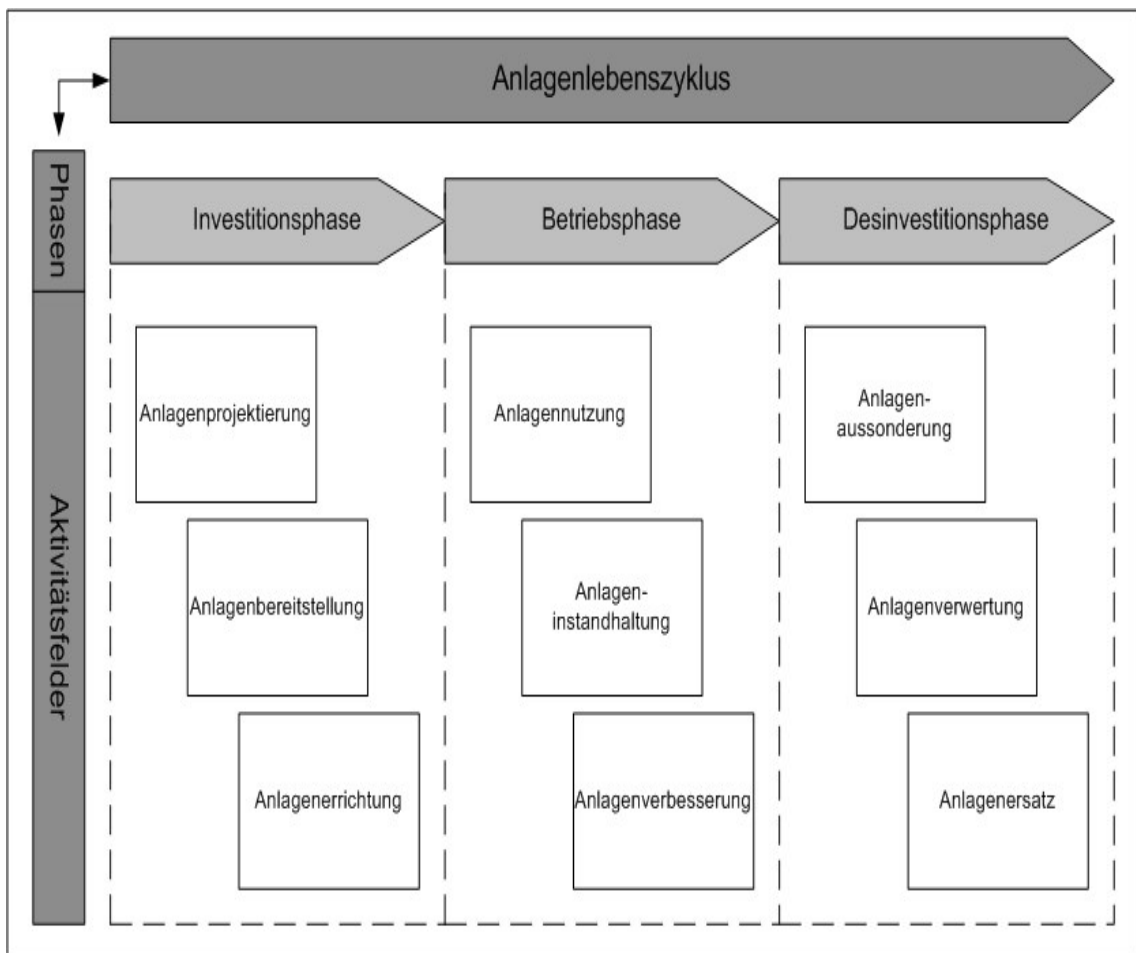 Anlagenlebenszyklus
Phasen
Investitionsphase
Betriebsphase
Desinvestitionsphase
Aktivitätsfelder
Anlagenprojektierung
Anlagenbereitstellung
Anlagenerrichtung
Anlagennutzung
Anlagen-
instandhaltung
Anlagenverbesserung
Anlagen-
aussonderung
Anlagenverwertung
Anlagenersatz